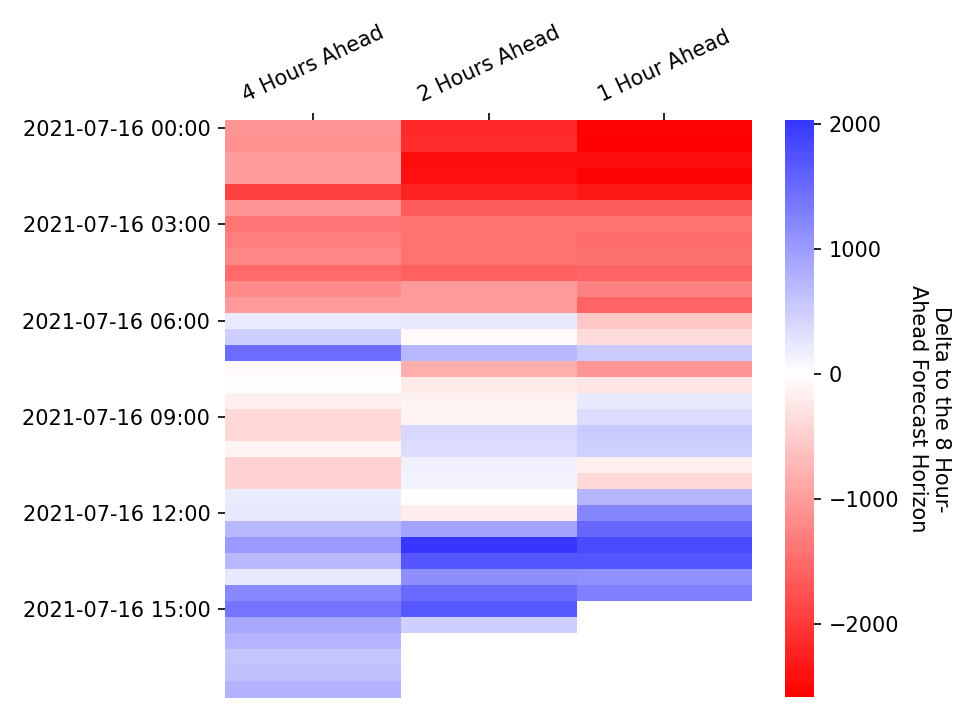 4 Hours Ahead
2 Hours Ahead
1 Hour Ahead
2021-07-16 00:00
2021-07-16 03:00
2021-07-16 06:00
2021-07-16 09:00
2021-07-16 12:00
2021-07-16 15:00
2000
1000
0
−1000
−2000
Delta to the 8 Hour-
Ahead Forecast Horizon